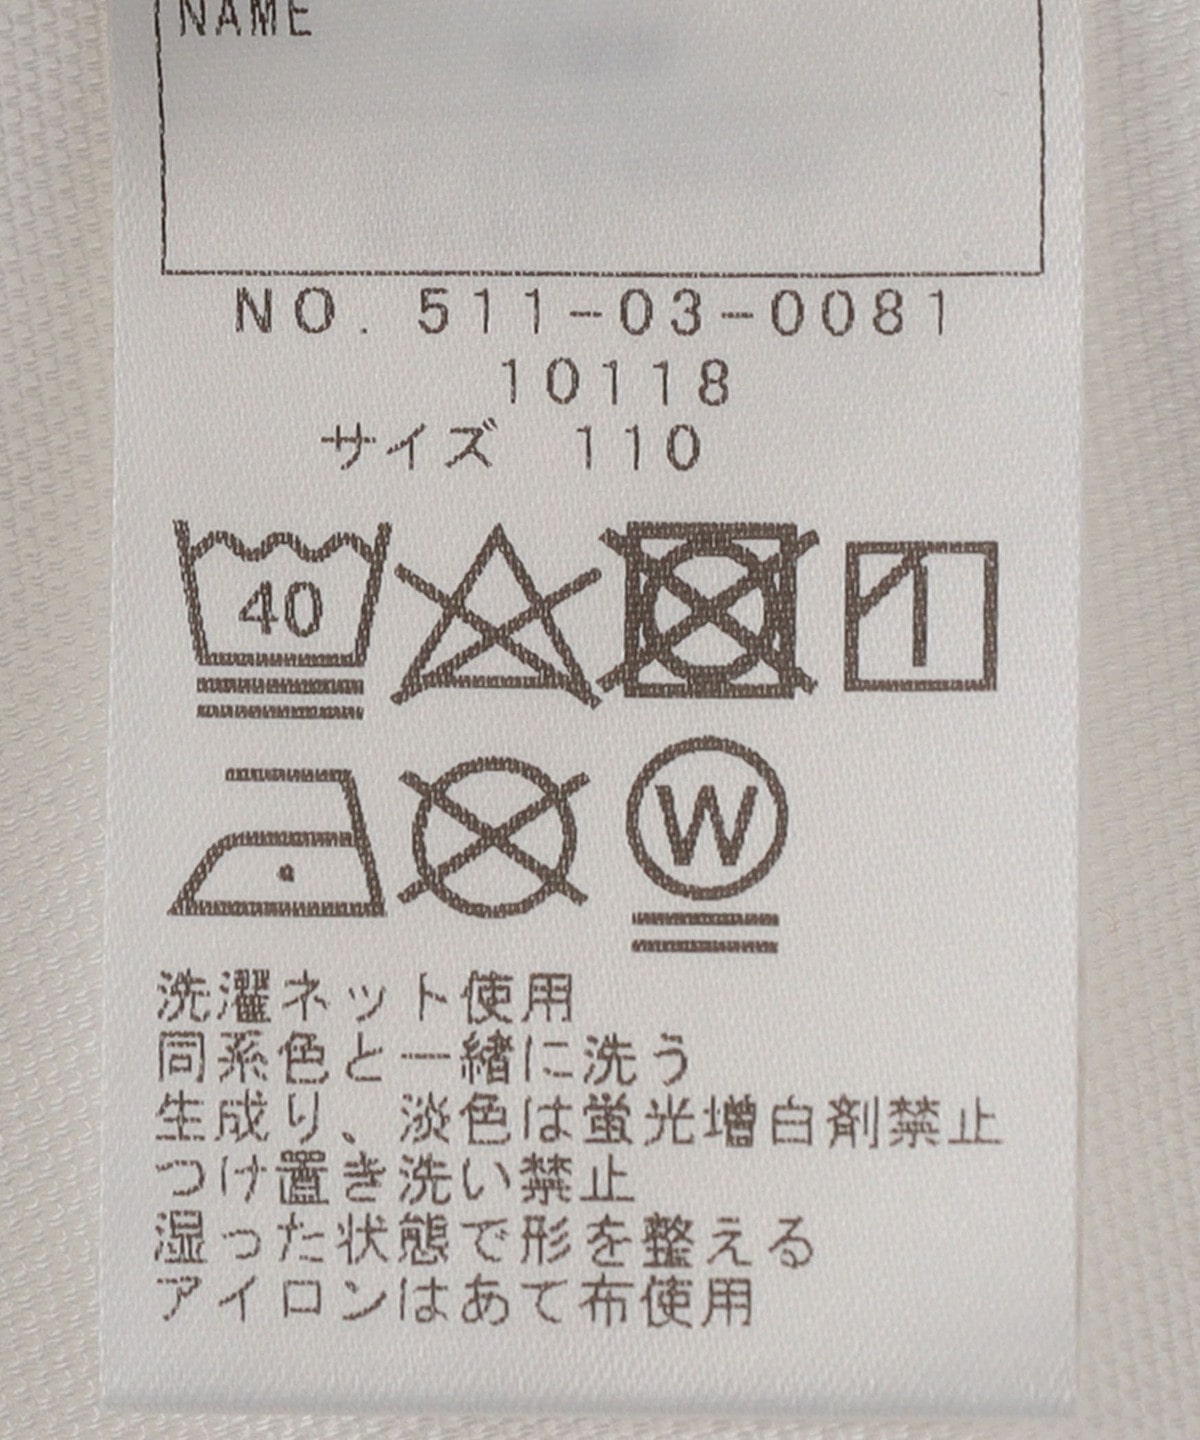 NAME
NO. 511-03-0081
10118
サイズ 110
40
W
洗濯ネット使用
同系色と一緒に洗う
生成り、淡色は蛍光増白剤禁止
つけ置き洗い禁止
湿った状態で形を整える
アイロンはあて布使用